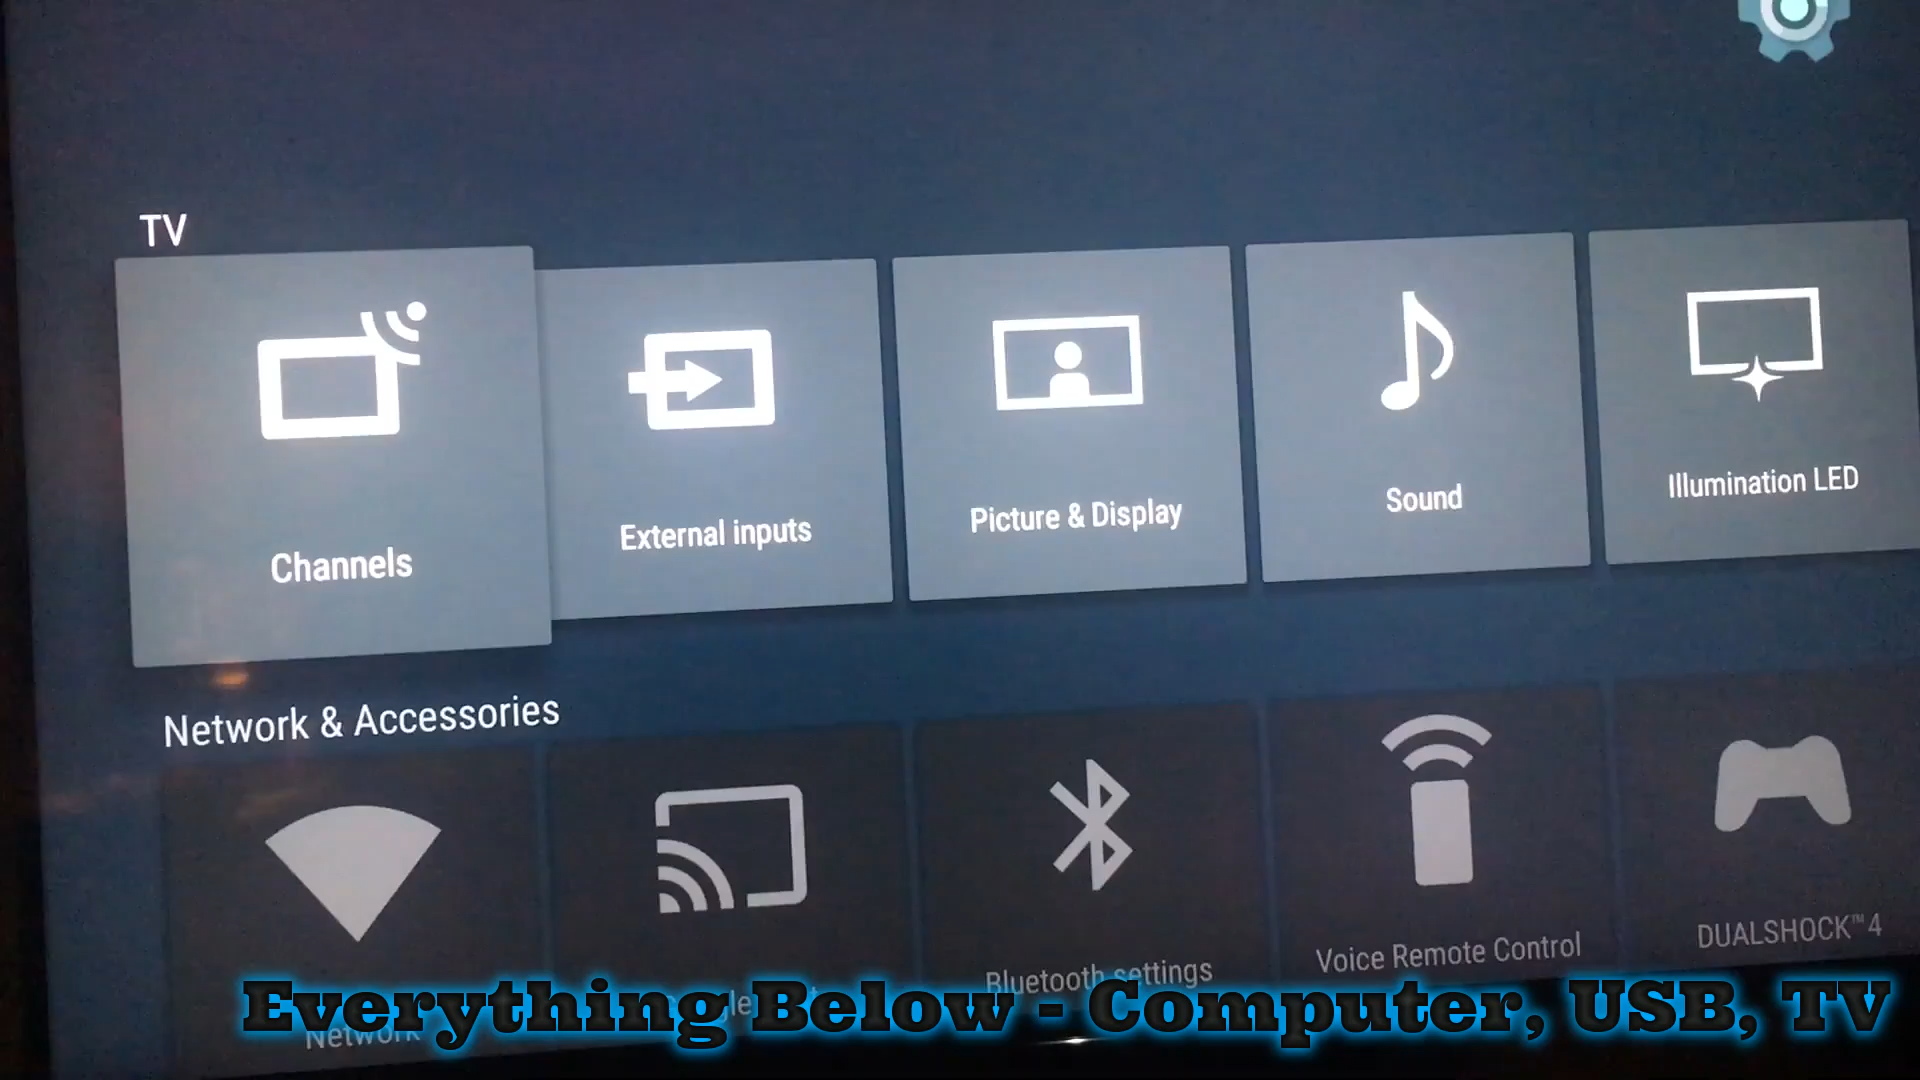 TV
Channels
External inputs
Picture & Display
Sound
Illumination LED
Network & Accessories
Network
Bluetooth settings
Voice Remote Control
DUALSHOCK™4
Everything Below - Computer, USB, TV